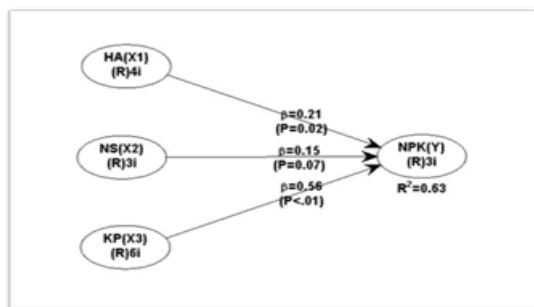 HA(X1)
(R)4i
β=0.21
(P=0.02)
NS(X2)
(R)3i
β=0.15
(P=0.07)
NPK(Y)
(R)3i
R²=0.63
β=0.56
(P<.01)
KP(X3)
(R)6i